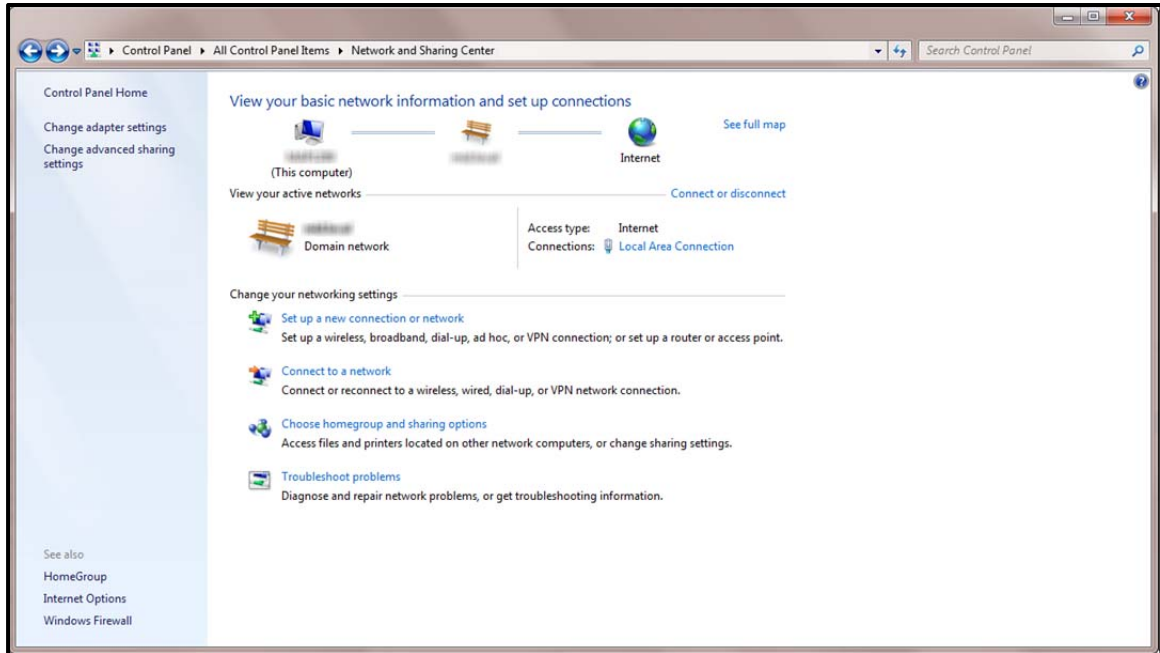 Control Panel ▸ All Control Panel Items ▸ Network and Sharing Center
Search Control Panel
Control Panel Home
Change adapter settings
Change advanced sharing
settings
See also
HomeGroup
Internet Options
Windows Firewall
View your basic network information and set up connections
See full map
(This computer)
Internet
View your active networks
Connect or disconnect
Domain network
Access type: Internet
Connections: Local Area Connection
Change your networking settings
Set up a new connection or network
Set up a wireless, broadband, dial-up, ad hoc, or VPN connection; or set up a router or access point.
Connect to a network
Connect or reconnect to a wireless, wired, dial-up, or VPN network connection.
Choose homegroup and sharing options
Access files and printers located on other network computers, or change sharing settings.
Troubleshoot problems
Diagnose and repair network problems, or get troubleshooting information.